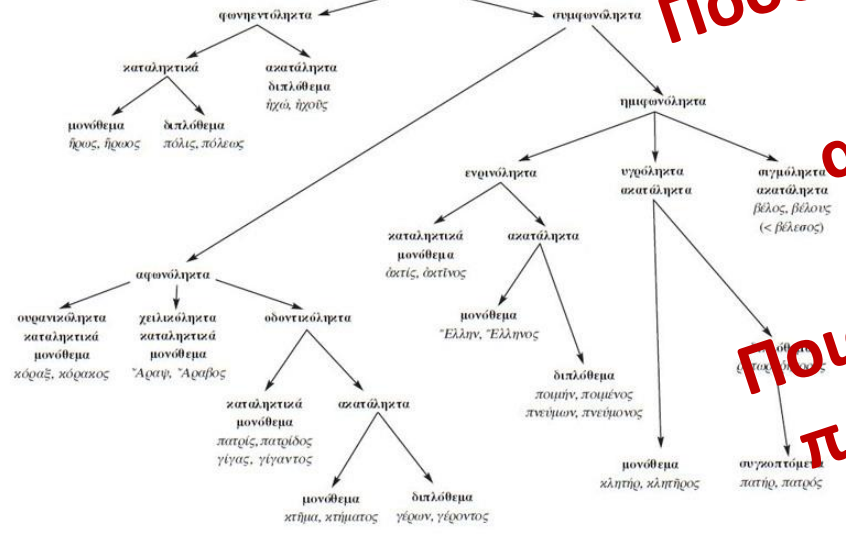 φωνηεντόληκτα
συμφωνόληκτα
καταληκτικά
ακατάληκτα
διπλόθεμα
ἠχώ, ἠχοῦς
μονόθεμα
ἥρως, ἥρωος
διπλόθεμα
πόλις, πόλεως
ημιφωνόληκτα
ενρινόληκτα
υγρόληκτα
ακατάληκτα
σιγμόληκτα
ακατάληκτα
βέλος, βέλους
(< βέλεσος)
καταληκτικά
μονόθεμα
ἀκτίς, ἀκτῖνος
ακατάληκτα
αφωνόληκτα
ουρανικόληκτα
καταληκτικά
μονόθεμα
κόραξ, κόρακος
χειλικόληκτα
καταληκτικά
μονόθεμα
Ἄραψ, Ἄραβος
οδοντικόληκτα
μονόθεμα
Ἕλλην, Ἕλληνος
διπλόθεμα
ποιμήν, ποιμένος
πνεύμων, πνεύμονος
καταληκτικά
μονόθεμα
πατρίς, πατρίδος
γίγας, γίγαντος
ακατάληκτα
μονόθεμα
κτῆμα, κτήματος
διπλόθεμα
γέρων, γέροντος
μονόθεμα
κλητήρ, κλητῆρος
συγκοπτόμενα
πατήρ, πατρός